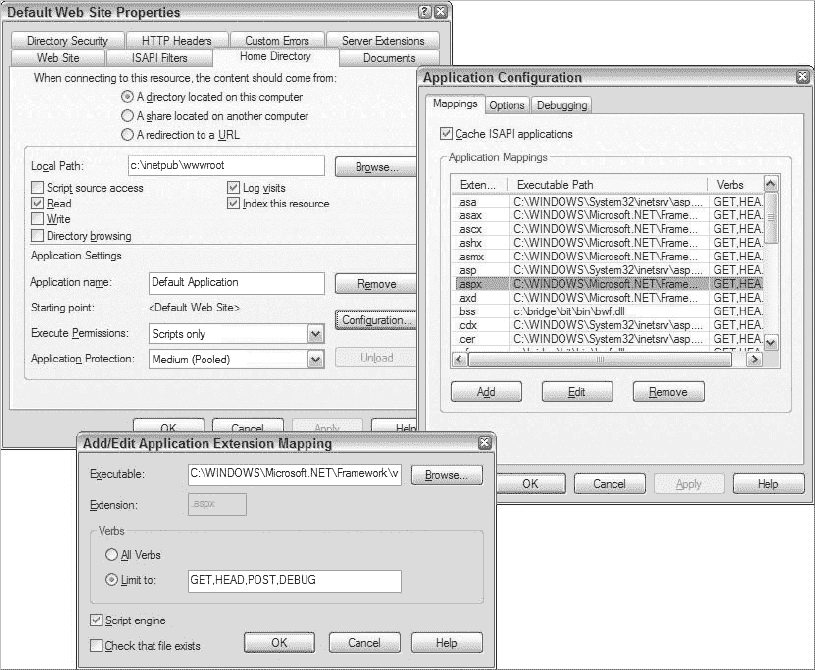 Default Web Site Properties
Directory Security HTTP Headers Custom Errors Server Extensions
Web Site ISAPI Filters Home Directory Documents
When connecting to this resource, the content should come from:
A directory located on this computer
A share located on another computer
A redirection to a URL
Local Path: c:\inetpub\wwwroot Browse...
Script source access Log visits
Read Index this resource
Write
Directory browsing
Application Settings
Application name: Default Application Remove
Starting point: <Default Web Site>
Configuration...
Execute Permissions: Scripts only
Application Protection: Medium (Pooled) Unload
OK Cancel Apply Help
Application Configuration
Mappings Options Debugging
Cache ISAPI applications
Application Mappings
Exten... Executable Path Verbs
.asa C:\WINDOWS\System32\inetsrv\asp.... GET,HEA.
.asax C:\WINDOWS\Microsoft.NET\Frame... GET,HEA.
.ascx C:\WINDOWS\Microsoft.NET\Frame... GET,HEA.
.ashx C:\WINDOWS\Microsoft.NET\Frame... GET,HEA.
.asmx C:\WINDOWS\Microsoft.NET\Frame... GET,HEA.
.asp C:\WINDOWS\System32\inetsrv\asp.... GET,HEA.
.aspx C:\WINDOWS\Microsoft.NET\Frame... GET,HEA.
.axd C:\WINDOWS\Microsoft.NET\Frame... GET,HEA.
.bss c:\bridge\bit\bin\bwf.dll GET,HEA.
.cdx C:\WINDOWS\System32\inetsrv\asp.... GET,HEA.
.cer C:\WINDOWS\System32\inetsrv\asp.... GET,HEA.
Add Edit Remove
OK Cancel Apply Help
Add/Edit Application Extension Mapping
Executable: C:\WINDOWS\Microsoft.NET\Framework\v Browse...
Extension: .aspx
Verbs
All Verbs
Limit to: GET,HEAD,POST,DEBUG
Script engine
Check that file exists OK Cancel Help